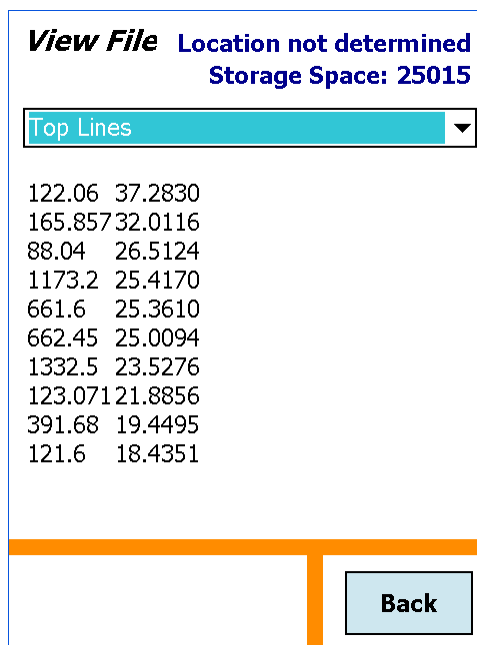 View File Location not determined
Storage Space: 25015
Top Lines
122.06 37.2830
165.857 32.0116
88.04 26.5124
1173.2 25.4170
661.6 25.3610
662.45 25.0094
1332.5 23.5276
123.071 21.8856
391.68 19.4495
121.6 18.4351
Back